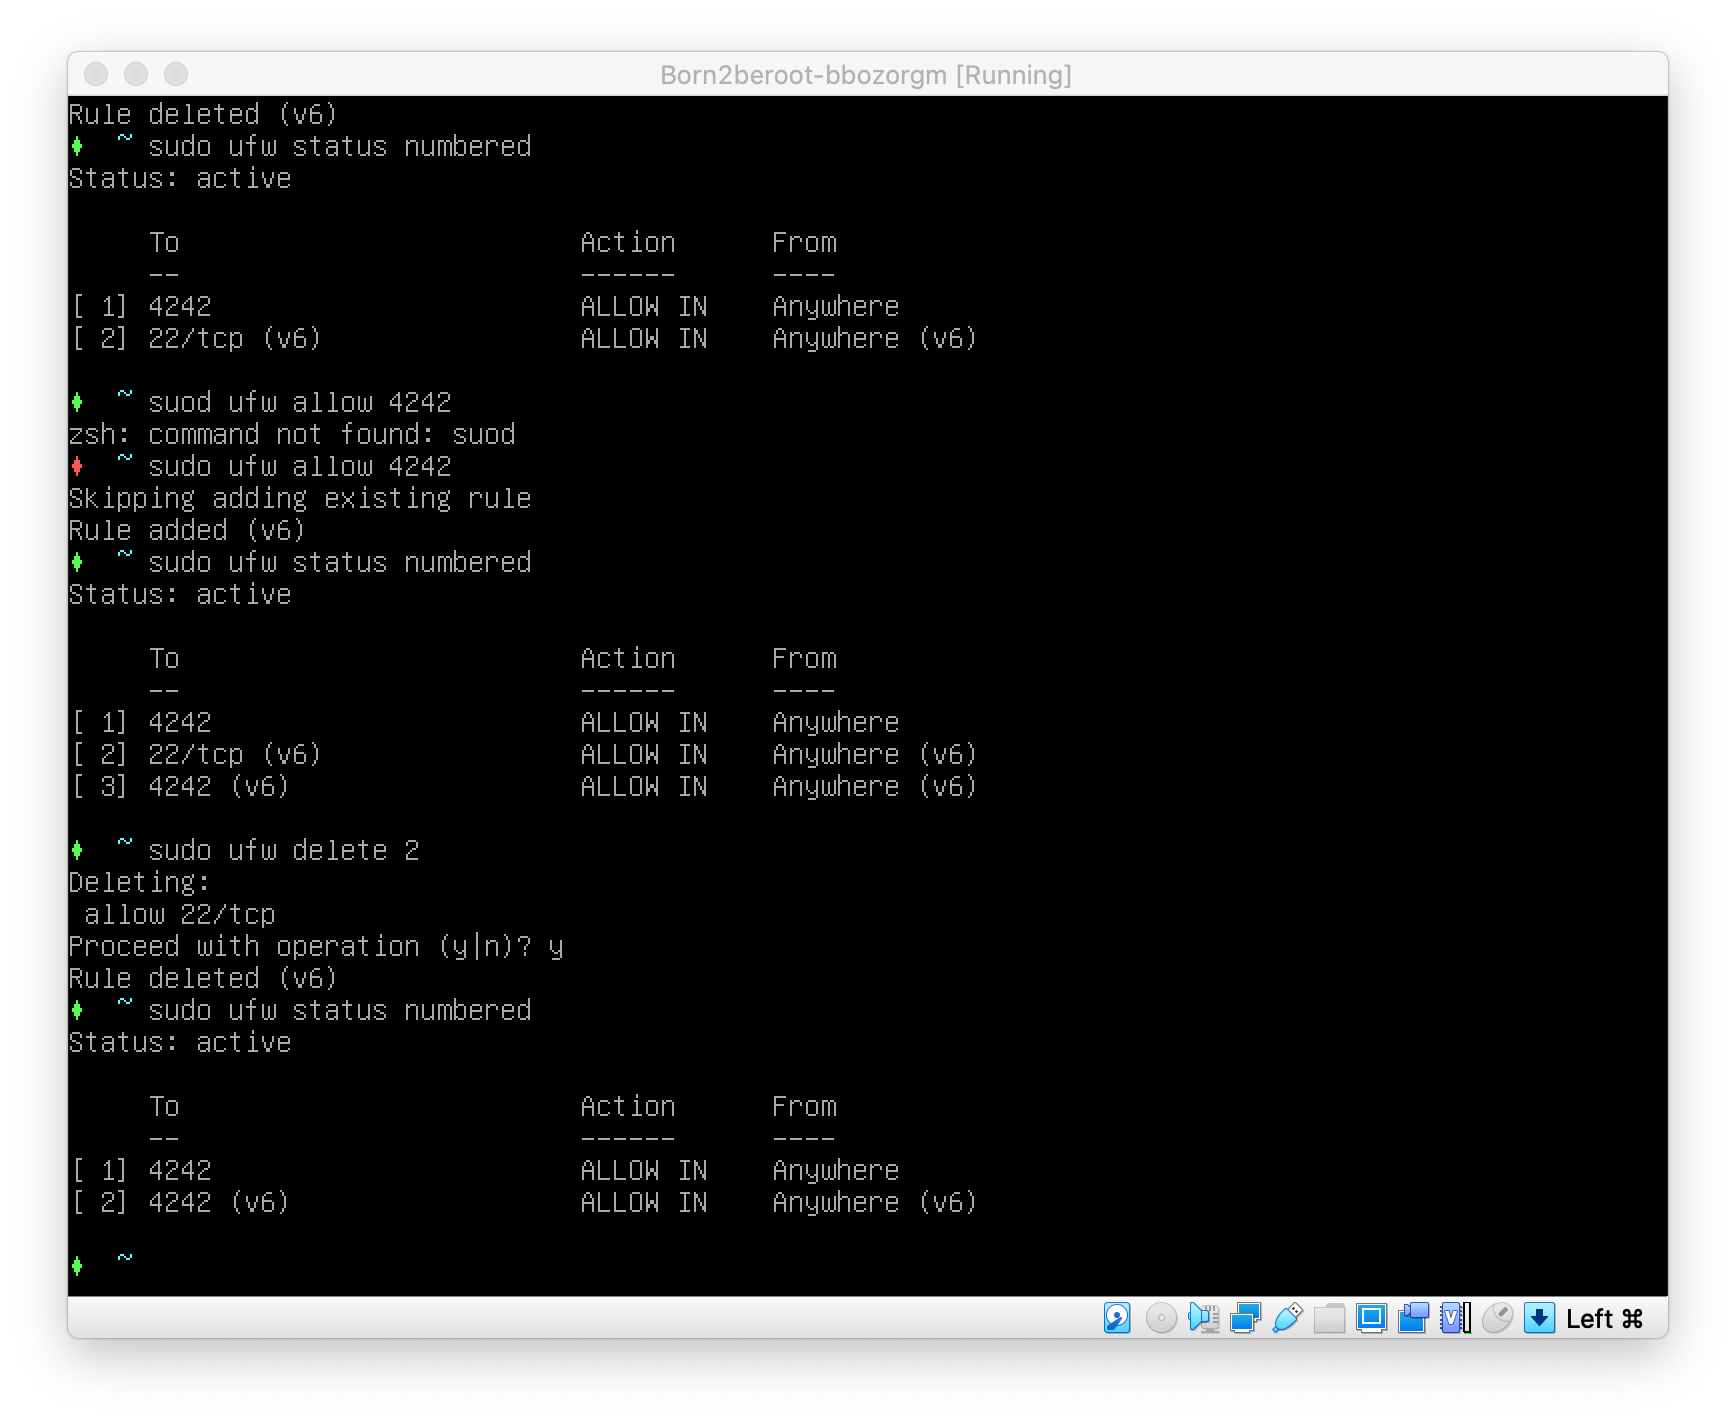 Born2beroot-bbozorgm [Running]
Rule deleted (v6)
~ sudo ufw status numbered
Status: active
To Action From
-- ------ ----
[ 1] 4242 ALLOW IN Anywhere
[ 2] 22/tcp (v6) ALLOW IN Anywhere (v6)
~ suod ufw allow 4242
zsh: command not found: suod
~ sudo ufw allow 4242
Skipping adding existing rule
Rule added (v6)
~ sudo ufw status numbered
Status: active
To Action From
-- ------ ----
[ 1] 4242 ALLOW IN Anywhere
[ 2] 22/tcp (v6) ALLOW IN Anywhere (v6)
[ 3] 4242 (v6) ALLOW IN Anywhere (v6)
~ sudo ufw delete 2
Deleting:
allow 22/tcp
Proceed with operation (y|n)? y
Rule deleted (v6)
~ sudo ufw status numbered
Status: active
To Action From
-- ------ ----
[ 1] 4242 ALLOW IN Anywhere
[ 2] 4242 (v6) ALLOW IN Anywhere (v6)
~
Left ⌘